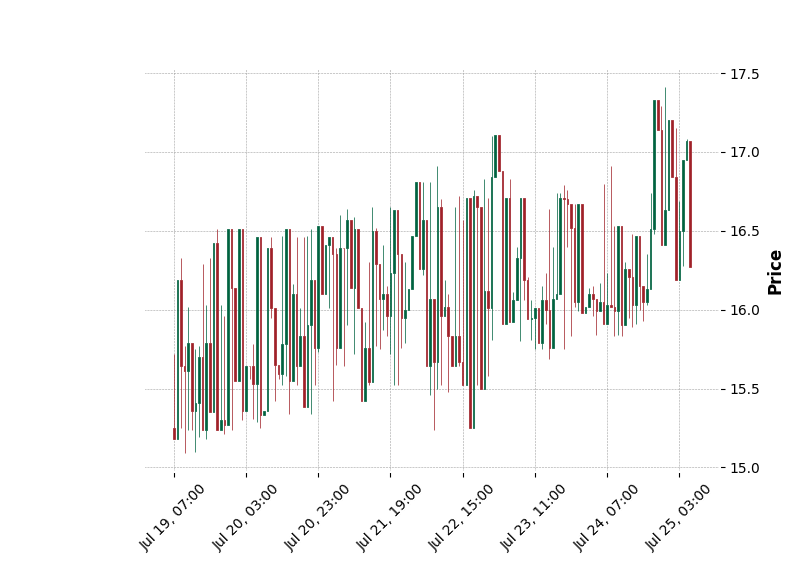 17.5
17.0
16.5
16.0
15.5
15.0
Price
Jul 19, 07:00
Jul 20, 03:00
Jul 20, 23:00
Jul 21, 19:00
Jul 22, 15:00
Jul 23, 11:00
Jul 24, 07:00
Jul 25, 03:00